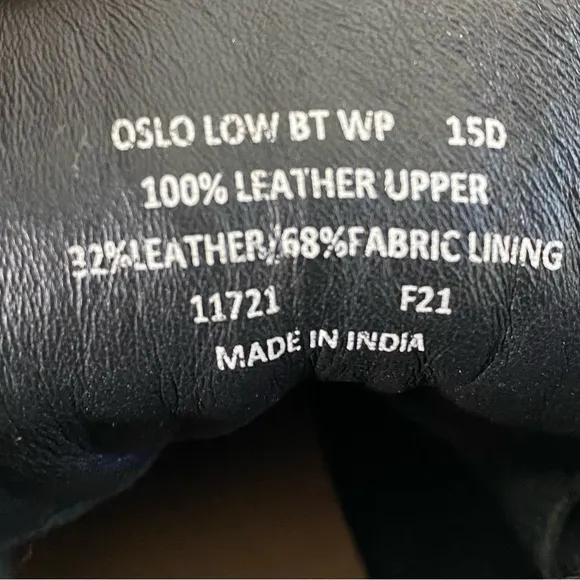 OSLO LOW BT WP 15D
100% LEATHER UPPER
32%LEATHER/68%FABRIC LINING
11721 F21
MADE IN INDIA